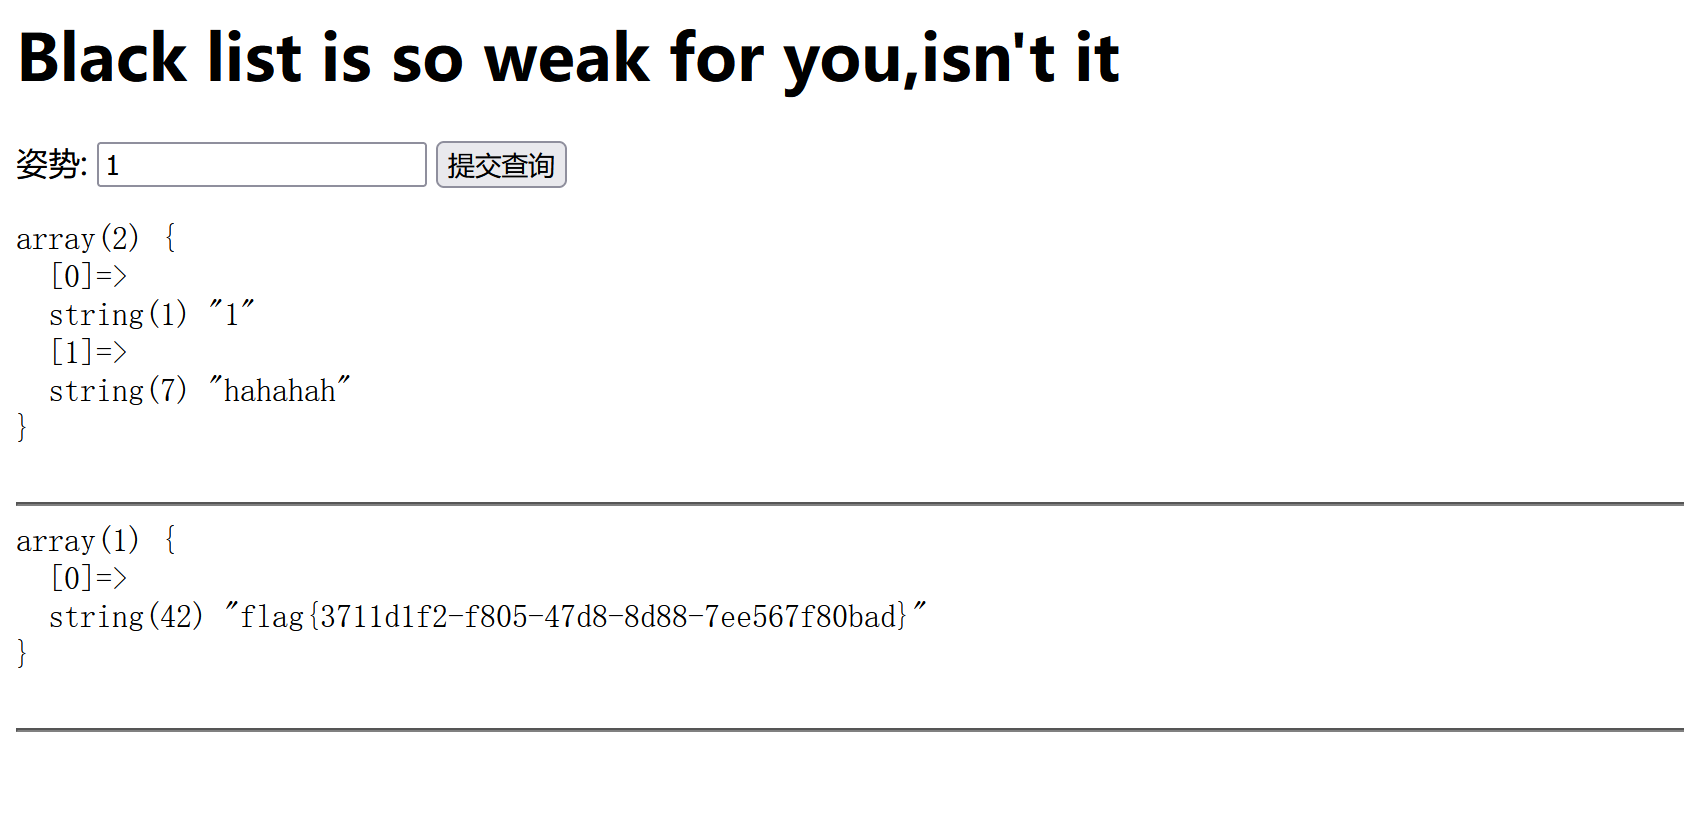 Black list is so weak for you,isn't it
姿势: 1 提交查询
array(2) {
  [0]=>
  string(1) "1"
  [1]=>
  string(7) "hahahah"
}
array(1) {
  [0]=>
  string(42) "flag{3711d1f2-f805-47d8-8d88-7ee567f80bad}"
}